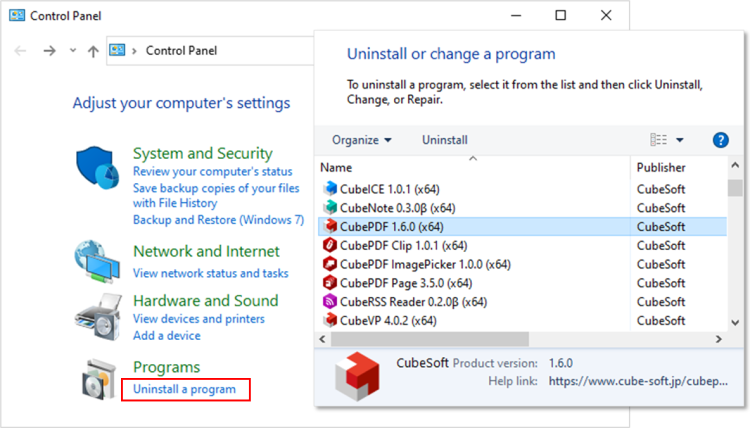 Control Panel
Control Panel
Adjust your computer's settings
System and Security
Review your computer's status
Save backup copies of your files
with File History
Backup and Restore (Windows 7)
Network and Internet
View network status and tasks
Hardware and Sound
View devices and printers
Add a device
Programs
Uninstall a program
Uninstall or change a program
To uninstall a program, select it from the list and then click Uninstall,
Change, or Repair.
Organize Uninstall ?
Name Publisher
CubeICE 1.0.1 (x64) CubeSoft
CubeNote 0.3.0β (x64) CubeSoft
CubePDF 1.6.0 (x64) CubeSoft
CubePDF Clip 1.0.1 (x64) CubeSoft
CubePDF ImagePicker 1.0.0 (x64) CubeSoft
CubePDF Page 3.5.0 (x64) CubeSoft
CubeRSS Reader 0.2.0β (x64) CubeSoft
CubeVP 4.0.2 (x64) CubeSoft
CubeSoft Product version: 1.6.0
Help link: https://www.cube-soft.jp/cubep...